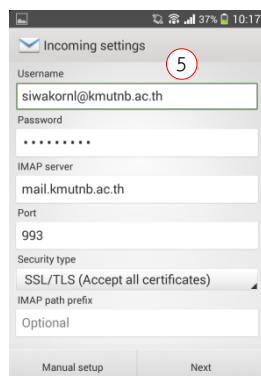 37% 10:17
Incoming settings
5
Username
siwakornl@kmutnb.ac.th
Password
•••••••••
IMAP server
mail.kmutnb.ac.th
Port
993
Security type
SSL/TLS (Accept all certificates)
IMAP path prefix
Optional
Manual setup Next